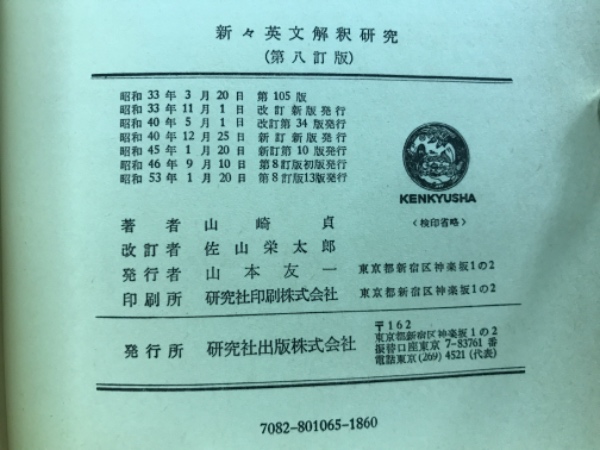 新々英文解釈研究
(第八訂版)
昭和 33 年 3 月 20 日 第 105 版
昭和 33 年 11 月 1 日 改訂新版発行
昭和 40 年 5 月 1 日 改訂第 34 版発行
昭和 40 年 12 月 25 日 新訂新版発行
昭和 45 年 1 月 20 日 新訂第 10 版発行
昭和 46 年 9 月 10 日 第8訂版初版発行
昭和 53 年 1 月 20 日 第8訂版13版発行
KENKYUSHA
〈検印省略〉
著者 山崎貞
改訂者 佐山栄太郎
発行者 山本友一 東京都新宿区神楽坂1の2
印刷所 研究社印刷株式会社 東京都新宿区神楽坂1の2
発行所 研究社出版株式会社
〒162
東京都新宿区神楽坂1の2
振替口座東京 7-83761 番
電話東京(269) 4521 (代表)
7082-801065-1860